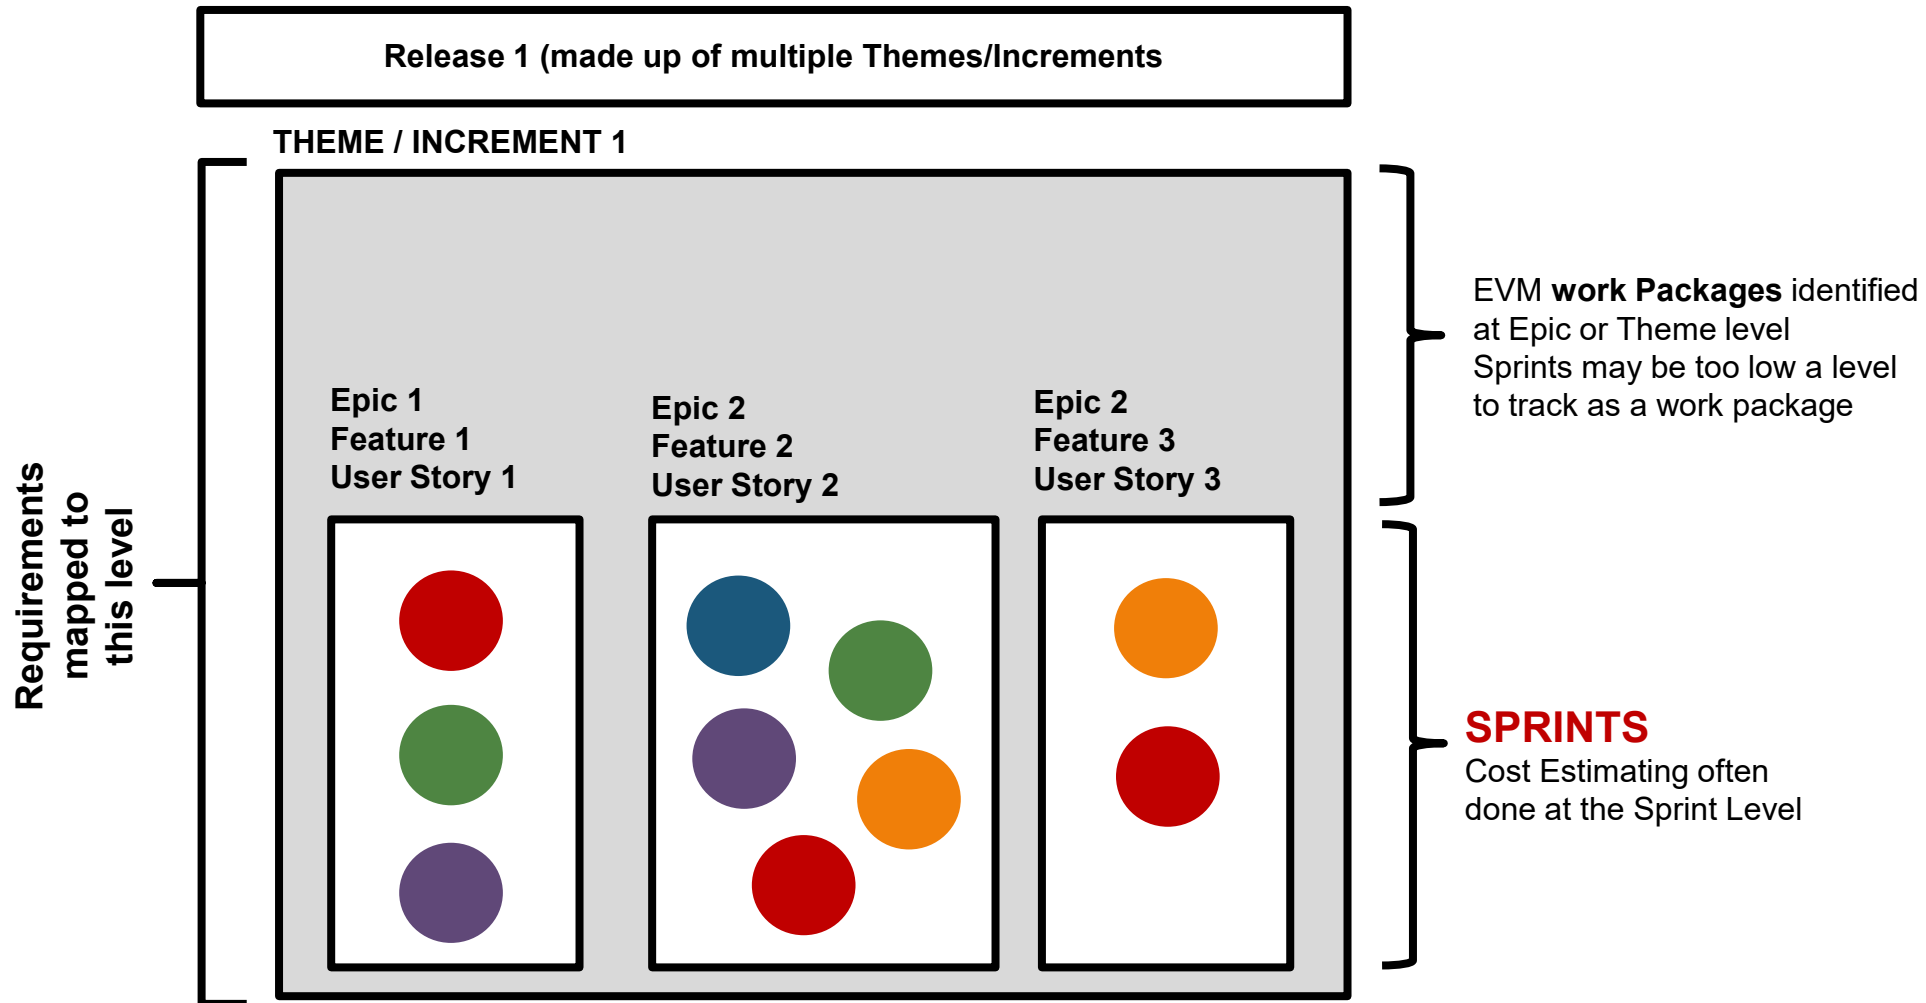 Release 1 (made up of multiple Themes/Increments
THEME / INCREMENT 1
Requirements
mapped to
this level
Epic 1
Feature 1
User Story 1
Epic 2
Feature 2
User Story 2
Epic 2
Feature 3
User Story 3
EVM work Packages identified
at Epic or Theme level
Sprints may be too low a level
to track as a work package
SPRINTS
Cost Estimating often
done at the Sprint Level